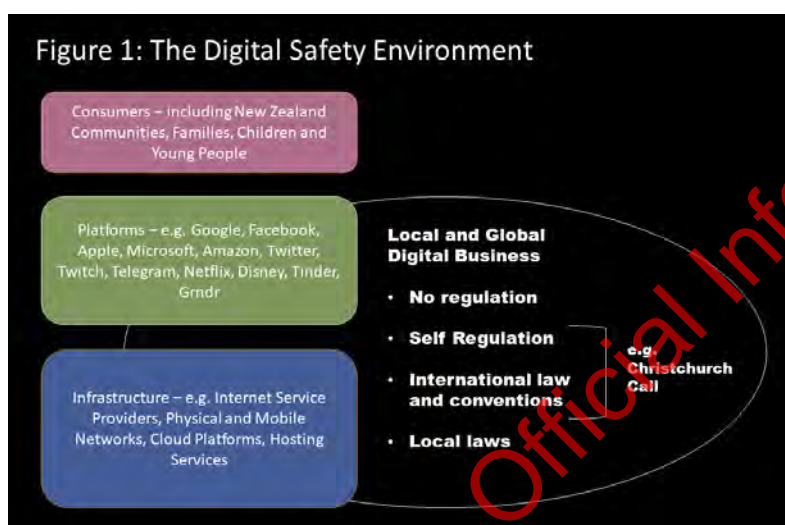 Figure 1: The Digital Safety Environment
Consumers – including New Zealand
Communities, Families, Children and
Young People
Platforms – e.g. Google, Facebook,
Apple, Microsoft, Amazon, Twitter,
Twitch, Telegram, Netflix, Disney, Tinder,
Grndr
Infrastructure – e.g. Internet Service
Providers, Physical and Mobile
Networks, Cloud Platforms, Hosting
Services
Local and Global
Digital Business
• No regulation
• Self Regulation
• International law
and conventions
• Local laws
e.g.
Christchurch
Call
Official Inf